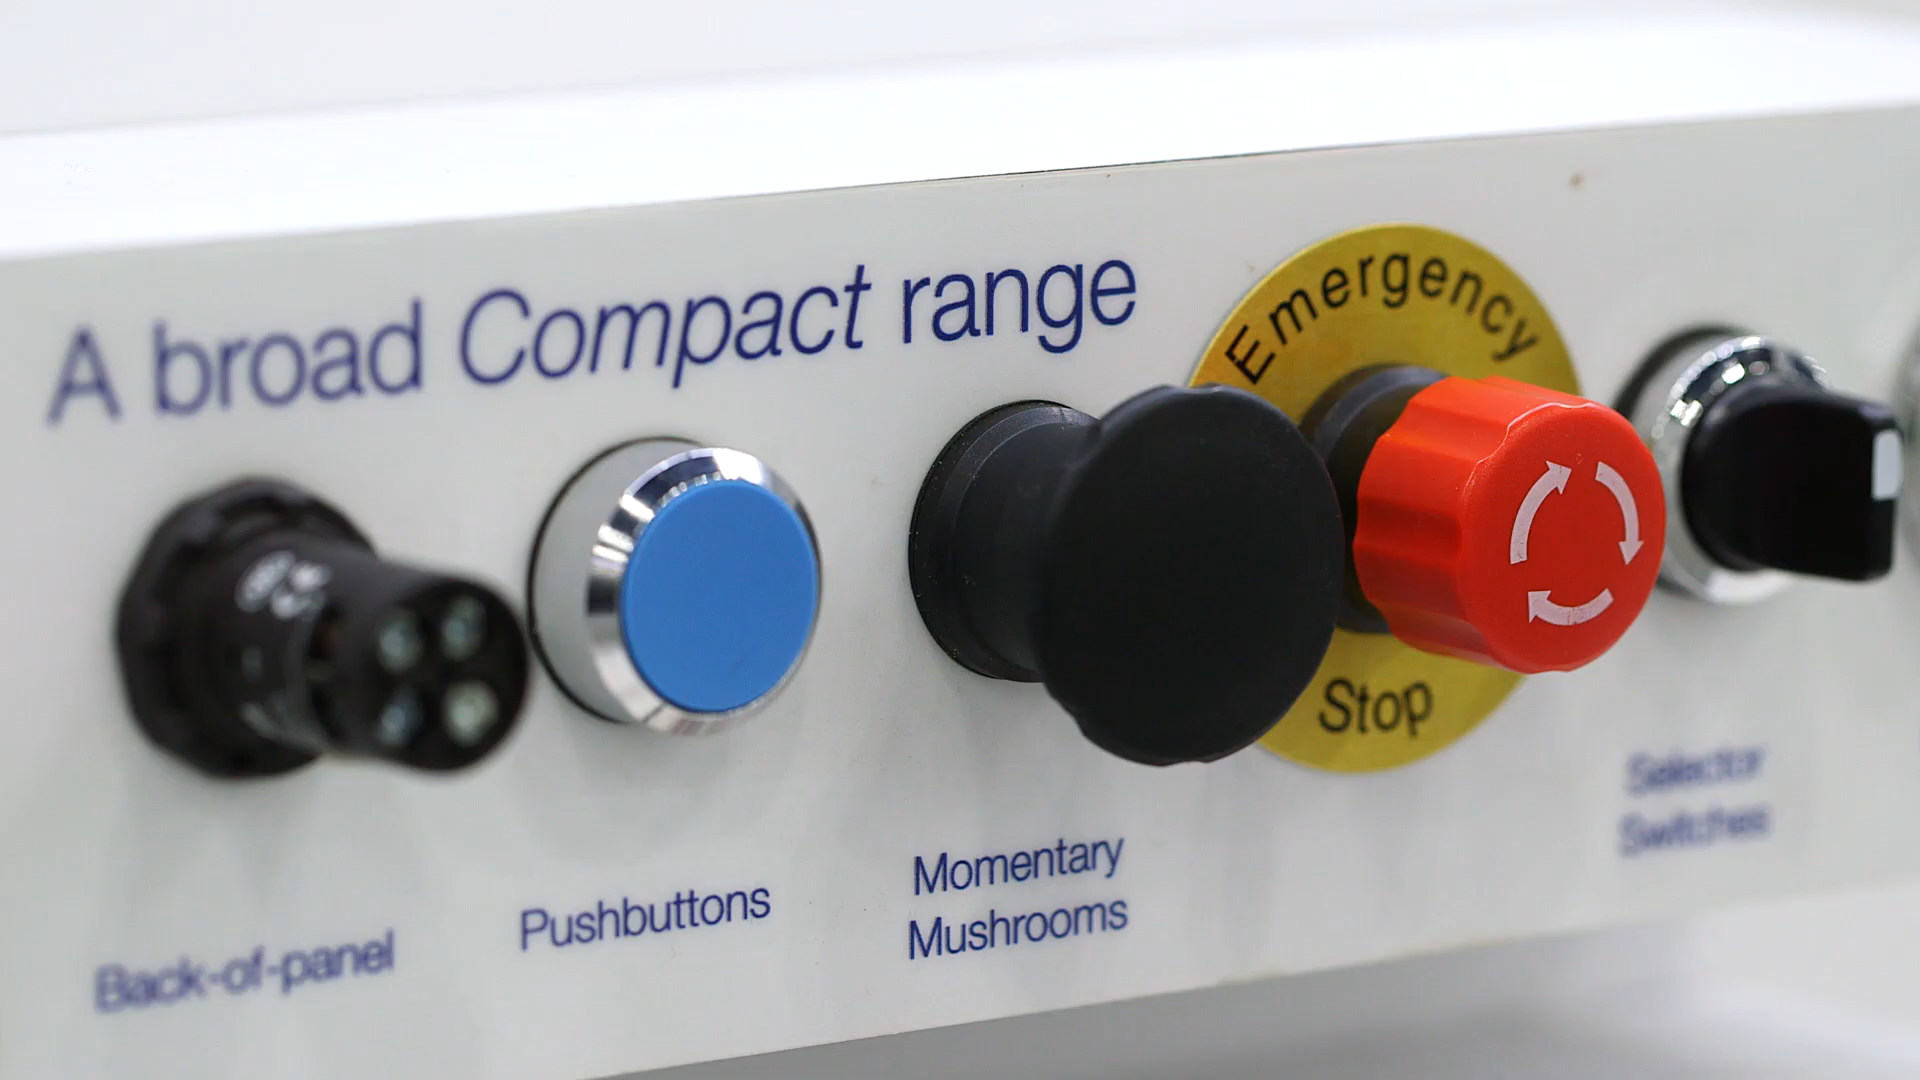 A broad Compact range
Emergency
Stop
Back-of-panel
Pushbuttons
Momentary
Mushrooms
Selector
Switches